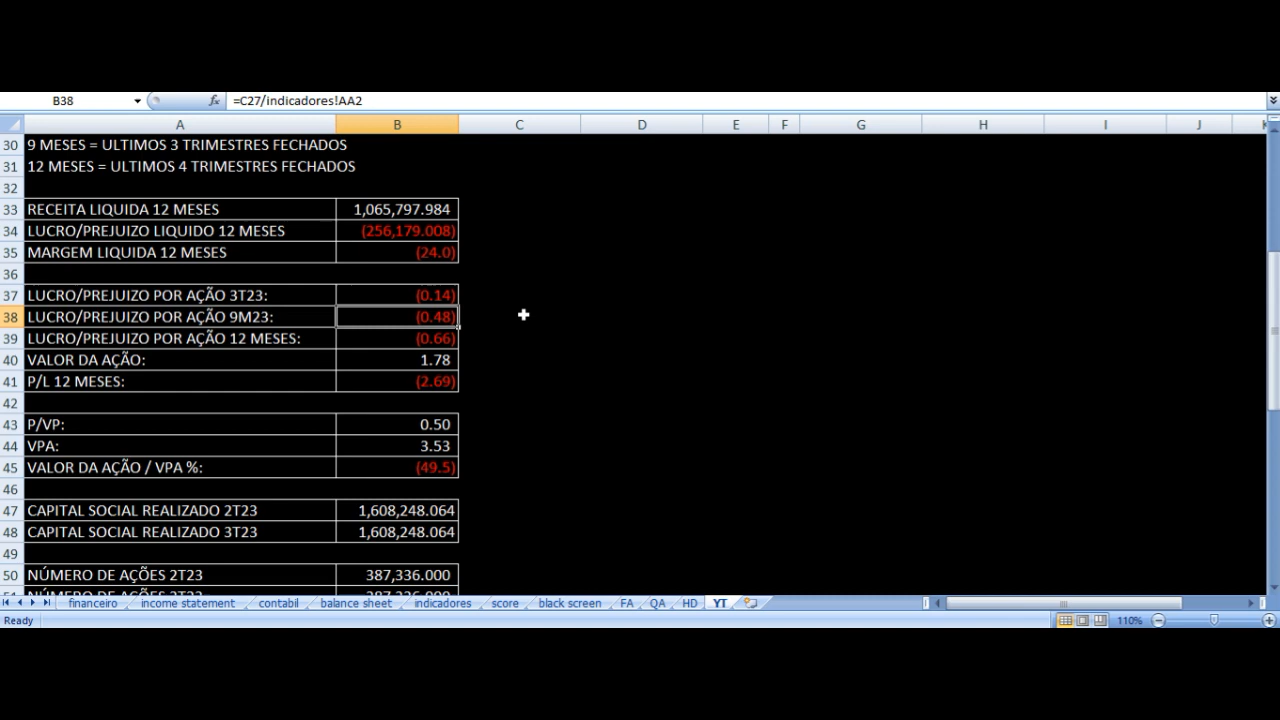 B38 fx =C27/indicadores!AA2
A B C D E F G H I J K
30 9 MESES = ULTIMOS 3 TRIMESTRES FECHADOS
31 12 MESES = ULTIMOS 4 TRIMESTRES FECHADOS
32
33 RECEITA LIQUIDA 12 MESES 1,065,797.984
34 LUCRO/PREJUIZO LIQUIDO 12 MESES (256,179.008)
35 MARGEM LIQUIDA 12 MESES (24.0)
36
37 LUCRO/PREJUIZO POR AÇÃO 3T23: (0.14)
38 LUCRO/PREJUIZO POR AÇÃO 9M23: (0.48)
39 LUCRO/PREJUIZO POR AÇÃO 12 MESES: (0.66)
40 VALOR DA AÇÃO: 1.78
41 P/L 12 MESES: (2.69)
42
43 P/VP: 0.50
44 VPA: 3.53
45 VALOR DA AÇÃO / VPA %: (49.5)
46
47 CAPITAL SOCIAL REALIZADO 2T23 1,608,248.064
48 CAPITAL SOCIAL REALIZADO 3T23 1,608,248.064
49
50 NÚMERO DE AÇÕES 2T23 387,336.000
financeiro income statement contabil balance sheet indicadores score black screen FA QA HD YT
Ready 110%